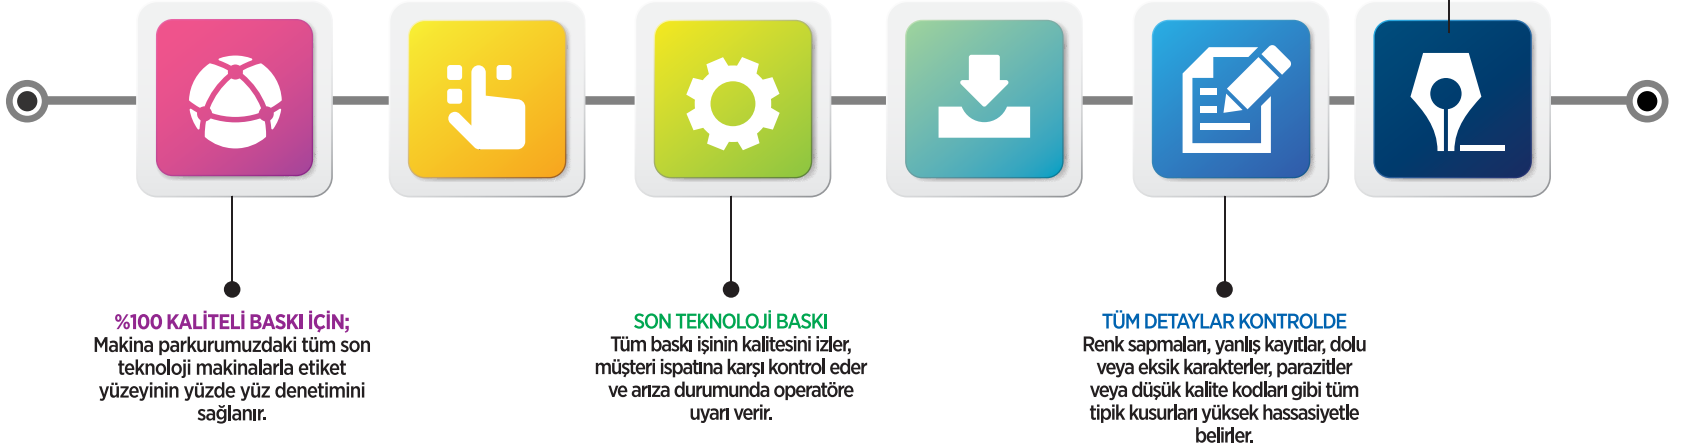 %100 KALİTELİ BASKI İÇİN;
Makina parkurumuzdaki tüm son
teknoloji makinalarla etiket
yüzeyinin yüzde yüz denetimini
sağlanır.
SON TEKNOLOJİ BASKI
Tüm baskı işinin kalitesini izler,
müşteri ispatına karşı kontrol eder
ve arıza durumunda operatöre
uyarı verir.
TÜM DETAYLAR KONTROLDE
Renk sapmaları, yanlış kayıtlar, dolu
veya eksik karakterler, parazitler
veya düşük kalite kodları gibi tüm
tipik kusurları yüksek hassasiyetle
belirler.